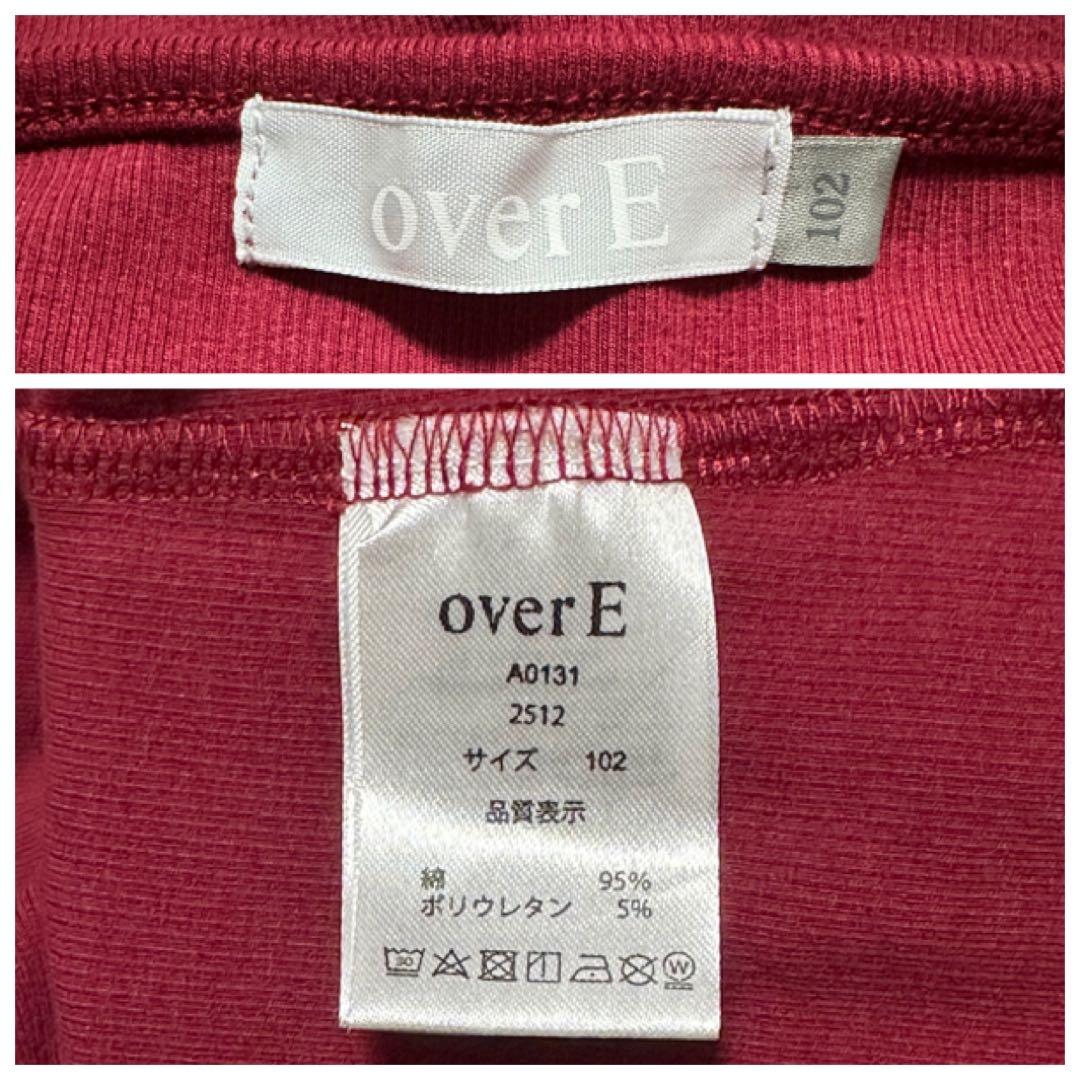 over E
102
over E
A0131
2512
サイズ 102
品質表示
綿 95%
ポリウレタン 5%
30 W